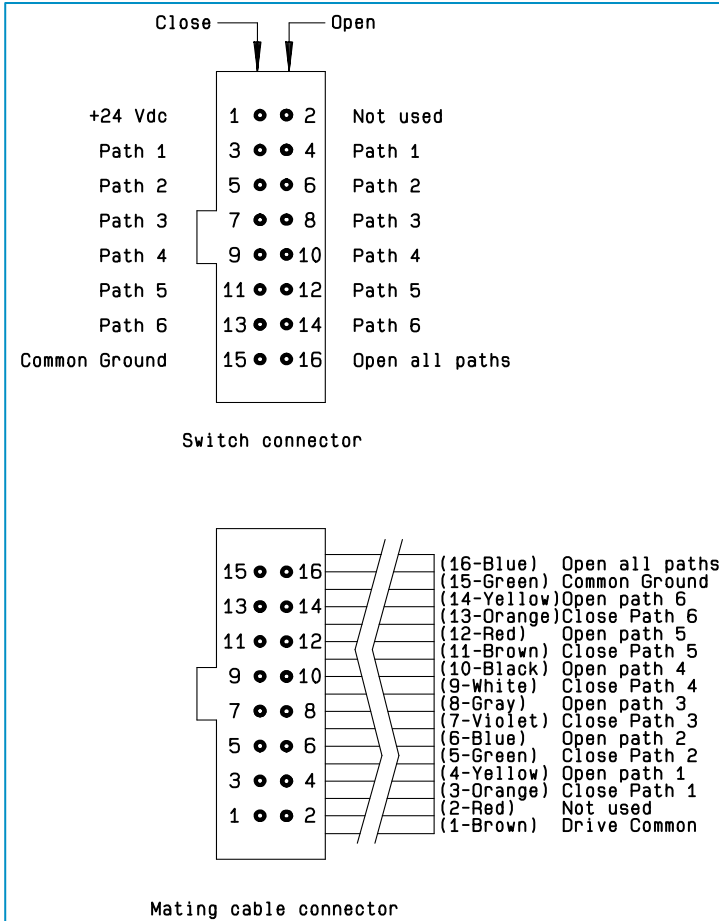 Close Open
+24 Vdc 1 2 Not used
Path 1 3 4 Path 1
Path 2 5 6 Path 2
Path 3 7 8 Path 3
Path 4 9 10 Path 4
Path 5 11 12 Path 5
Path 6 13 14 Path 6
Common Ground 15 16 Open all paths
Switch connector
15 16
13 14
11 12
9 10
7 8
5 6
3 4
1 2
(16-Blue) Open all paths
(15-Green) Common Ground
(14-Yellow) Open path 6
(13-Orange) Close Path 6
(12-Red) Open path 5
(11-Brown) Close Path 5
(10-Black) Open path 4
(9-White) Close Path 4
(8-Gray) Open path 3
(7-Violet) Close Path 3
(6-Blue) Open path 2
(5-Green) Close Path 2
(4-Yellow) Open path 1
(3-Orange) Close Path 1
(2-Red) Not used
(1-Brown) Drive Common
Mating cable connector